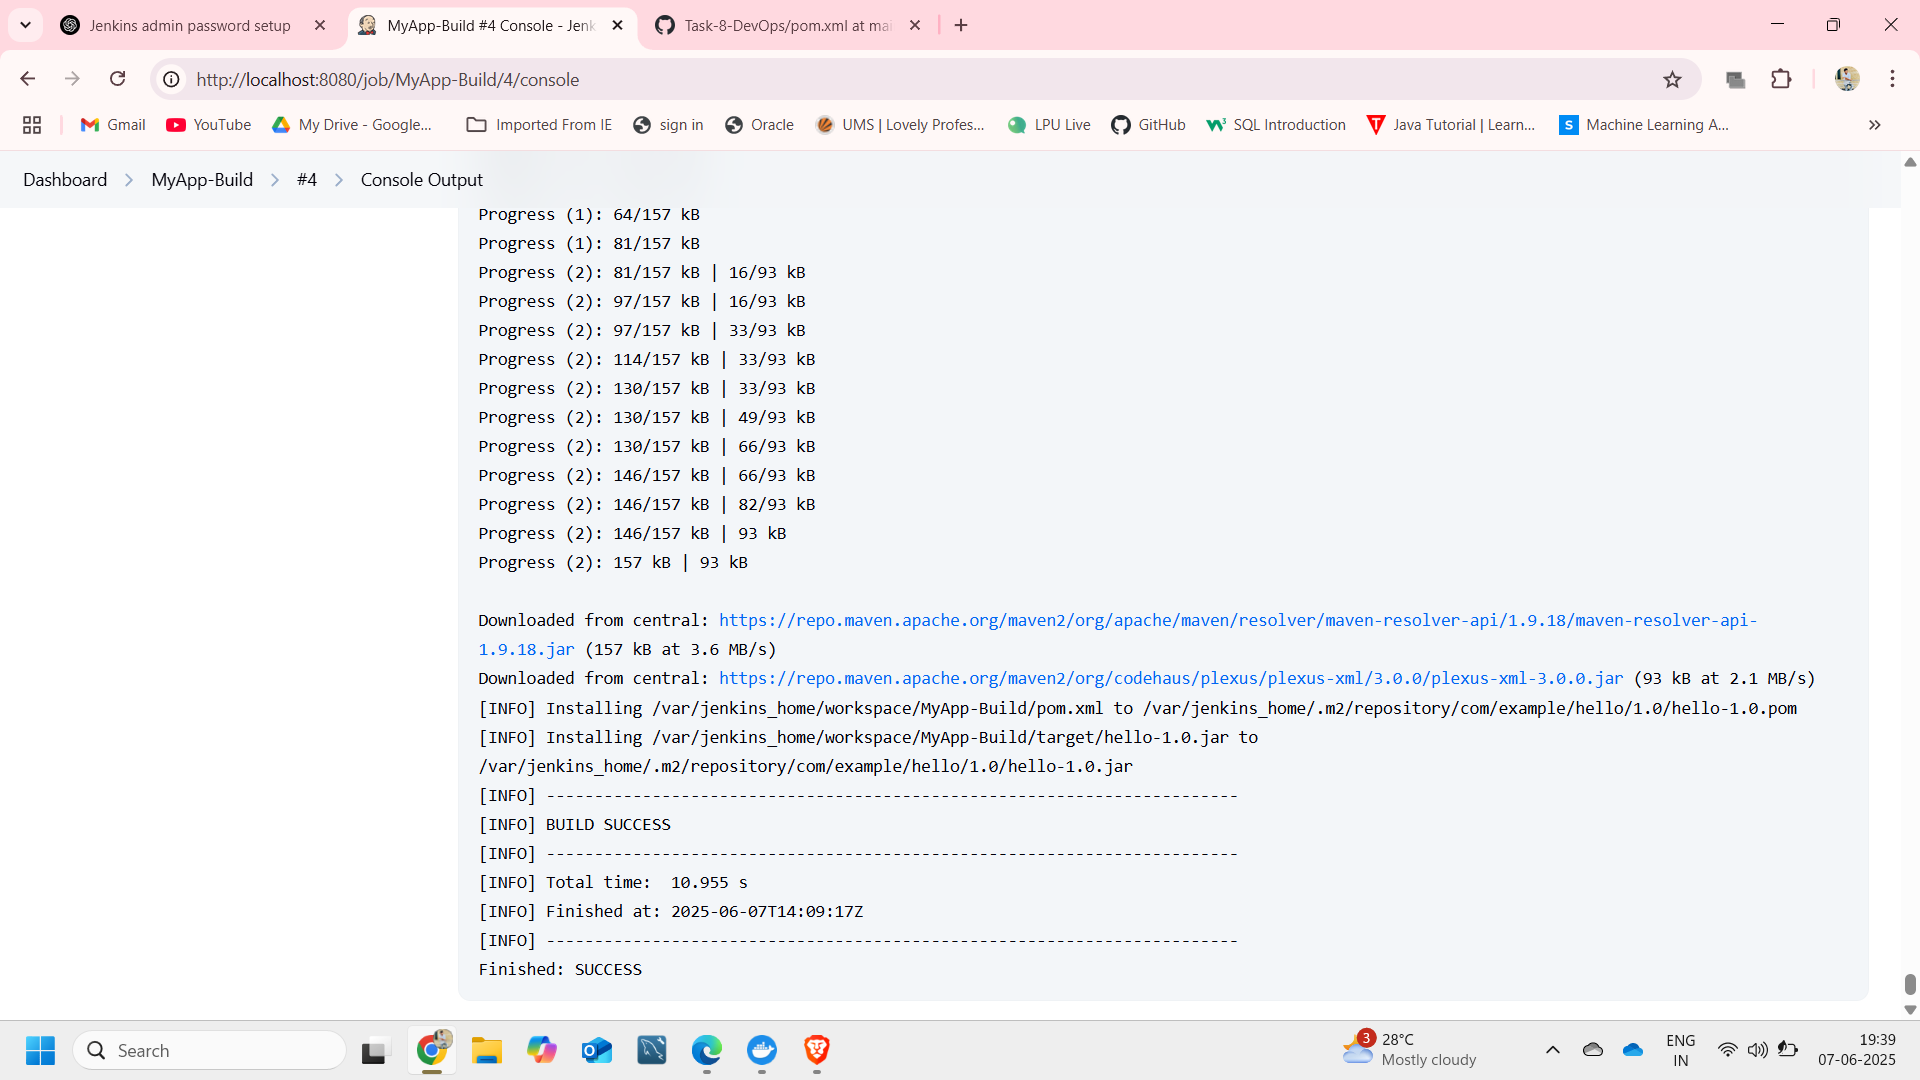 Jenkins admin password setup
MyApp-Build #4 Console - Jenk
Task-8-DevOps/pom.xml at mai
http://localhost:8080/job/MyApp-Build/4/console
Gmail
YouTube
My Drive - Google...
Imported From IE
sign in
Oracle
UMS | Lovely Profes...
LPU Live
GitHub
SQL Introduction
Java Tutorial | Learn...
S
Machine Learning A...
Dashboard > MyApp-Build > #4 > Console Output
Progress (1): 64/157 kB
Progress (1): 81/157 kB
Progress (2): 81/157 kB | 16/93 kB
Progress (2): 97/157 kB | 16/93 kB
Progress (2): 97/157 kB | 33/93 kB
Progress (2): 114/157 kB | 33/93 kB
Progress (2): 130/157 kB | 33/93 kB
Progress (2): 130/157 kB | 49/93 kB
Progress (2): 130/157 kB | 66/93 kB
Progress (2): 146/157 kB | 66/93 kB
Progress (2): 146/157 kB | 82/93 kB
Progress (2): 146/157 kB | 93 kB
Progress (2): 157 kB | 93 kB
Downloaded from central: https://repo.maven.apache.org/maven2/org/apache/maven/resolver/maven-resolver-api/1.9.18/maven-resolver-api-
1.9.18.jar (157 kB at 3.6 MB/s)
Downloaded from central: https://repo.maven.apache.org/maven2/org/codehaus/plexus/plexus-xml/3.0.0/plexus-xml-3.0.0.jar (93 kB at 2.1 MB/s)
[INFO] Installing /var/jenkins_home/workspace/MyApp-Build/pom.xml to /var/jenkins_home/.m2/repository/com/example/hello/1.0/hello-1.0.pom
[INFO] Installing /var/jenkins_home/workspace/MyApp-Build/target/hello-1.0.jar to
/var/jenkins_home/.m2/repository/com/example/hello/1.0/hello-1.0.jar
[INFO] ------------------------------------------------------------------------
[INFO] BUILD SUCCESS
[INFO] ------------------------------------------------------------------------
[INFO] Total time:  10.955 s
[INFO] Finished at: 2025-06-07T14:09:17Z
[INFO] ------------------------------------------------------------------------
Finished: SUCCESS
Search
3
28°C
Mostly cloudy
ENG
IN
19:39
07-06-2025